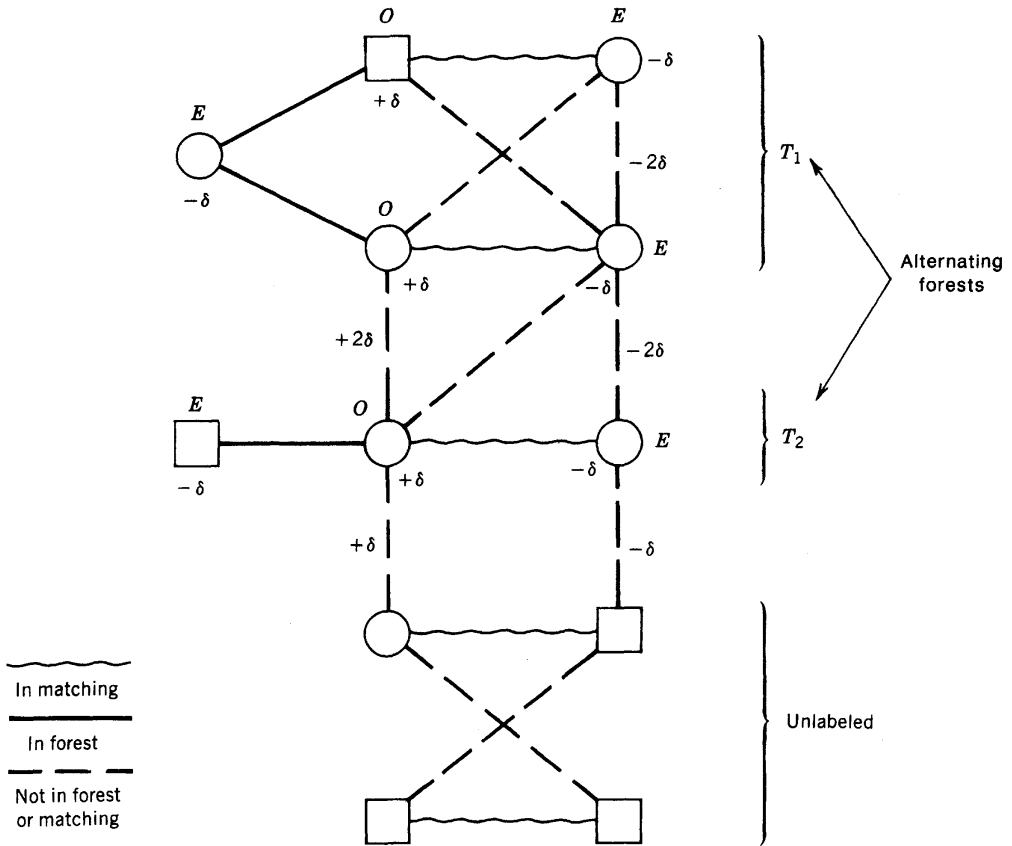 O
E
−δ
+δ
E
−2δ
T1
−δ
O
E
Alternating
forests
+δ
−δ
+2δ
−2δ
E
O
E
T2
−δ
−δ
+δ
+δ
−δ
In matching
Unlabeled
In forest
Not in forest
or matching